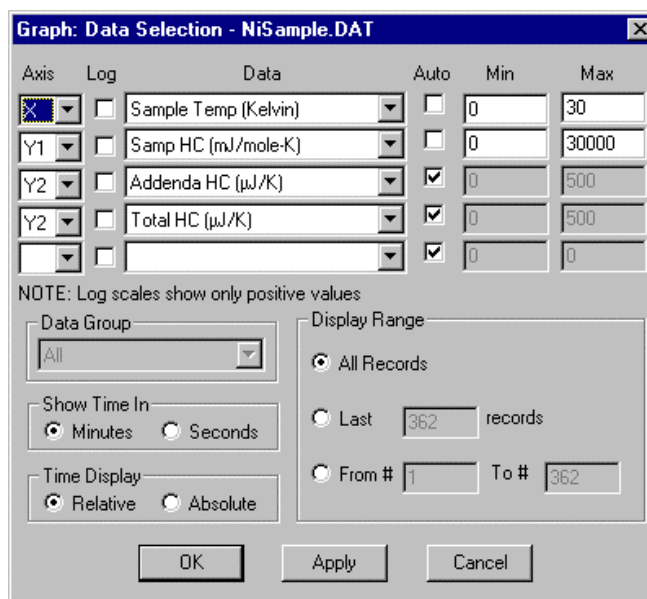 Graph: Data Selection - NiSample.DAT
Axis Log Data Auto Min Max
X Sample Temp (Kelvin) 0 30
Y1 Samp HC (mJ/mole-K) 0 30000
Y2 Addenda HC (µJ/K) 0 500
Y2 Total HC (µJ/K) 0 500
0 0
NOTE: Log scales show only positive values
Data Group
All
Show Time In
Minutes Seconds
Time Display
Relative Absolute
Display Range
All Records
Last 362 records
From # 1 To # 362
OK Apply Cancel